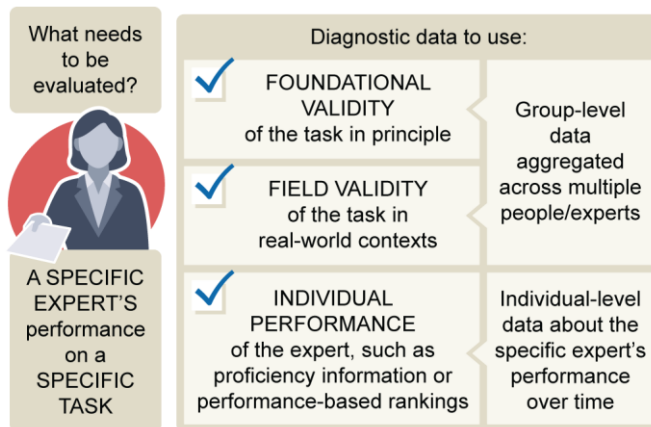 What needs
to be
evaluated?
A SPECIFIC
EXPERT’S
performance
on a
SPECIFIC
TASK
Diagnostic data to use:
FOUNDATIONAL
VALIDITY
of the task in principle
FIELD VALIDITY
of the task in
real-world contexts
Group-level
data
aggregated
across multiple
people/experts
INDIVIDUAL
PERFORMANCE
of the expert, such as
proficiency information or
performance-based rankings
Individual-level
data about the
specific expert’s
performance
over time